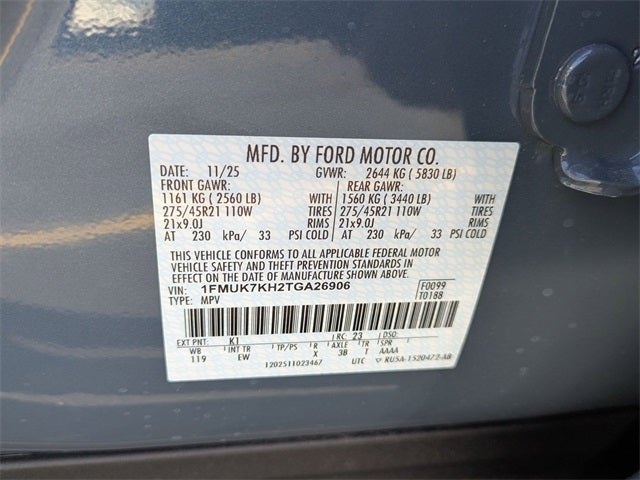 MFD. BY FORD MOTOR CO.
DATE: 11/25 GVWR: 2644 KG ( 5830 LB)
FRONT GAWR: REAR GAWR:
1161 KG ( 2560 LB) WITH 1560 KG ( 3440 LB) WITH
275/45R21 110W TIRES 275/45R21 110W TIRES
21x9.0J RIMS 21x9.0J RIMS
AT 230 kPa/ 33 PSI COLD AT 230 kPa/ 33 PSI COLD
THIS VEHICLE CONFORMS TO ALL APPLICABLE FEDERAL MOTOR
VEHICLE SAFETY AND THEFT PREVENTION STANDARDS IN
EFFECT ON THE DATE OF MANUFACTURE SHOWN ABOVE.
VIN: 1FMUK7KH2TGA26906 F0099
TYPE: MPV T0188
EXT PNT: K1 RC: 23 DSO:
WB INT TR TP/PS R AXLE TR SPR
119 EW X 3B T AAAA
1202511023467 UTC RU5A-1520472-AB